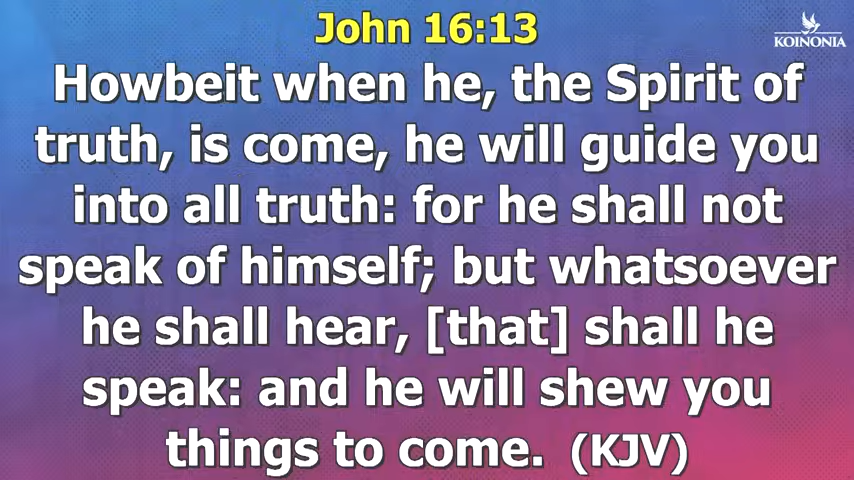 John 16:13
KOINONIA
Howbeit when he, the Spirit of
truth, is come, he will guide you
into all truth: for he shall not
speak of himself; but whatsoever
he shall hear, [that] shall he
speak: and he will shew you
things to come. (KJV)